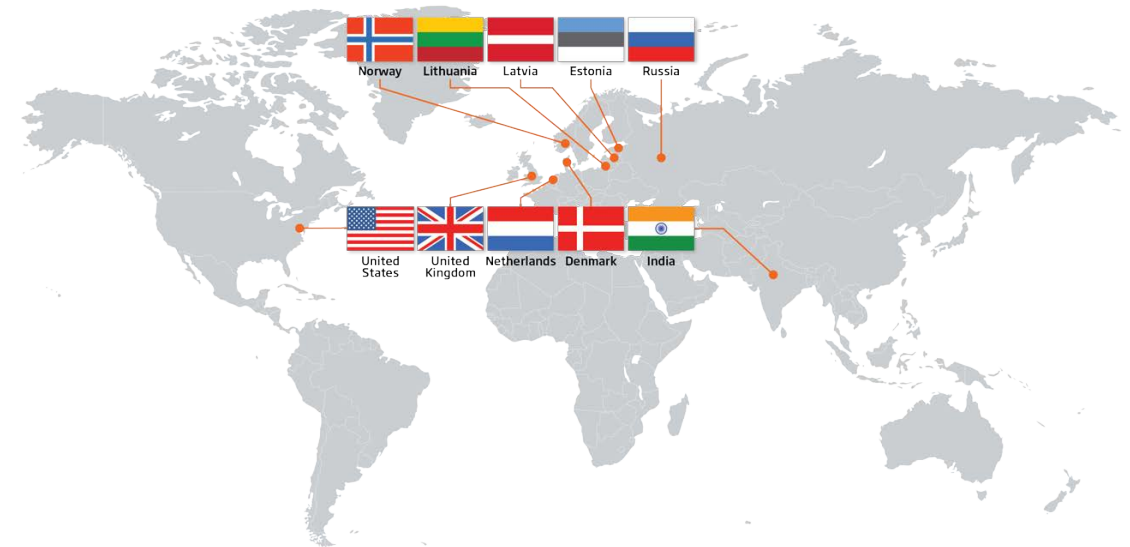 Norway
Lithuania
Latvia
Estonia
Russia
United
States
United
Kingdom
Netherlands
Denmark
India